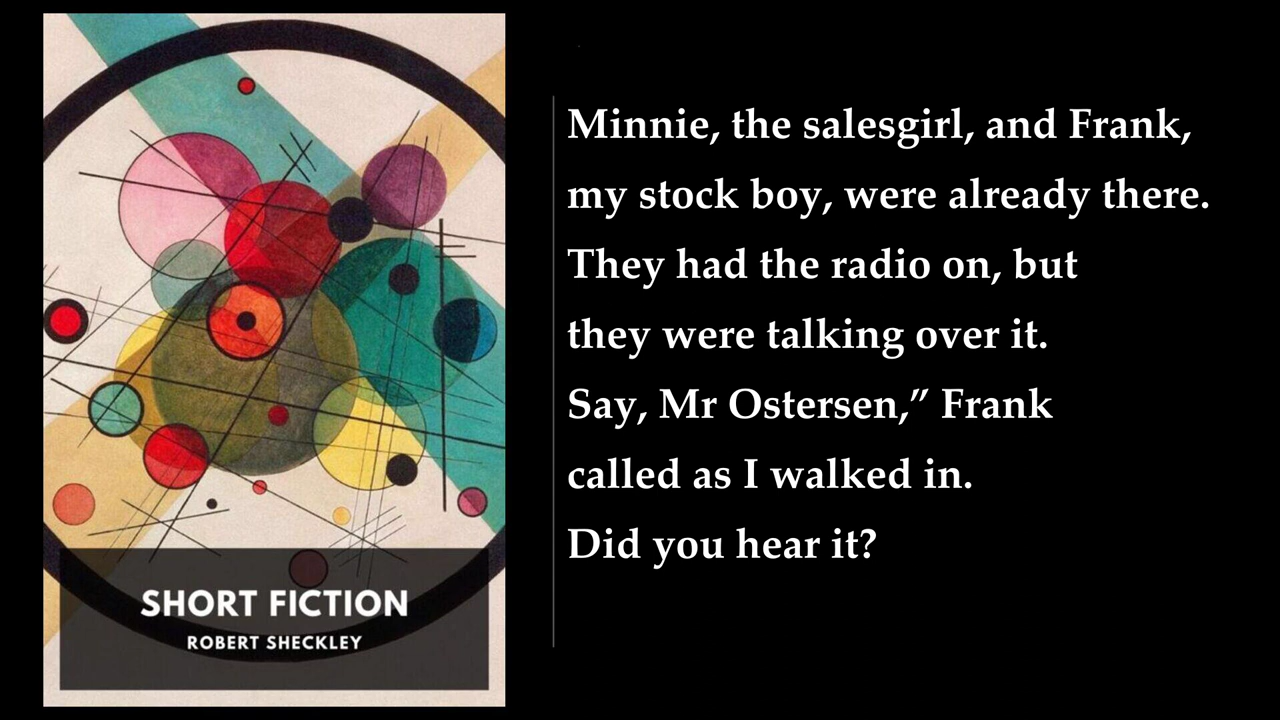 SHORT FICTION
ROBERT SHECKLEY
Minnie, the salesgirl, and Frank,
my stock boy, were already there.
They had the radio on, but
they were talking over it.
Say, Mr Ostersen,” Frank
called as I walked in.
Did you hear it?